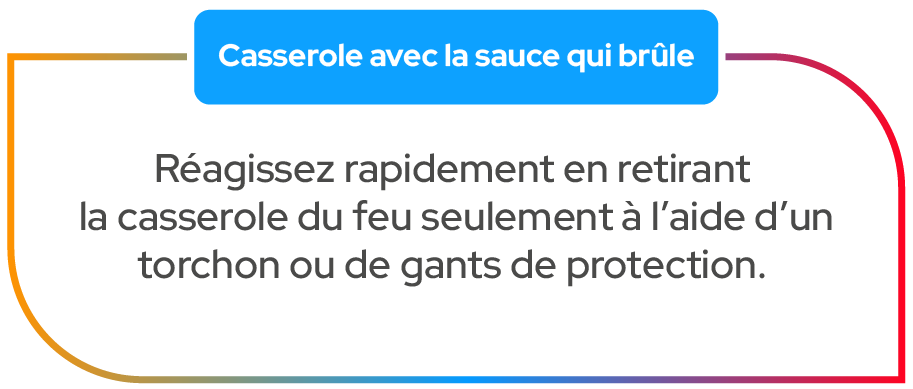 Casserole avec la sauce qui brûle
Réagissez rapidement en retirant
la casserole du feu seulement à l’aide d’un
torchon ou de gants de protection.